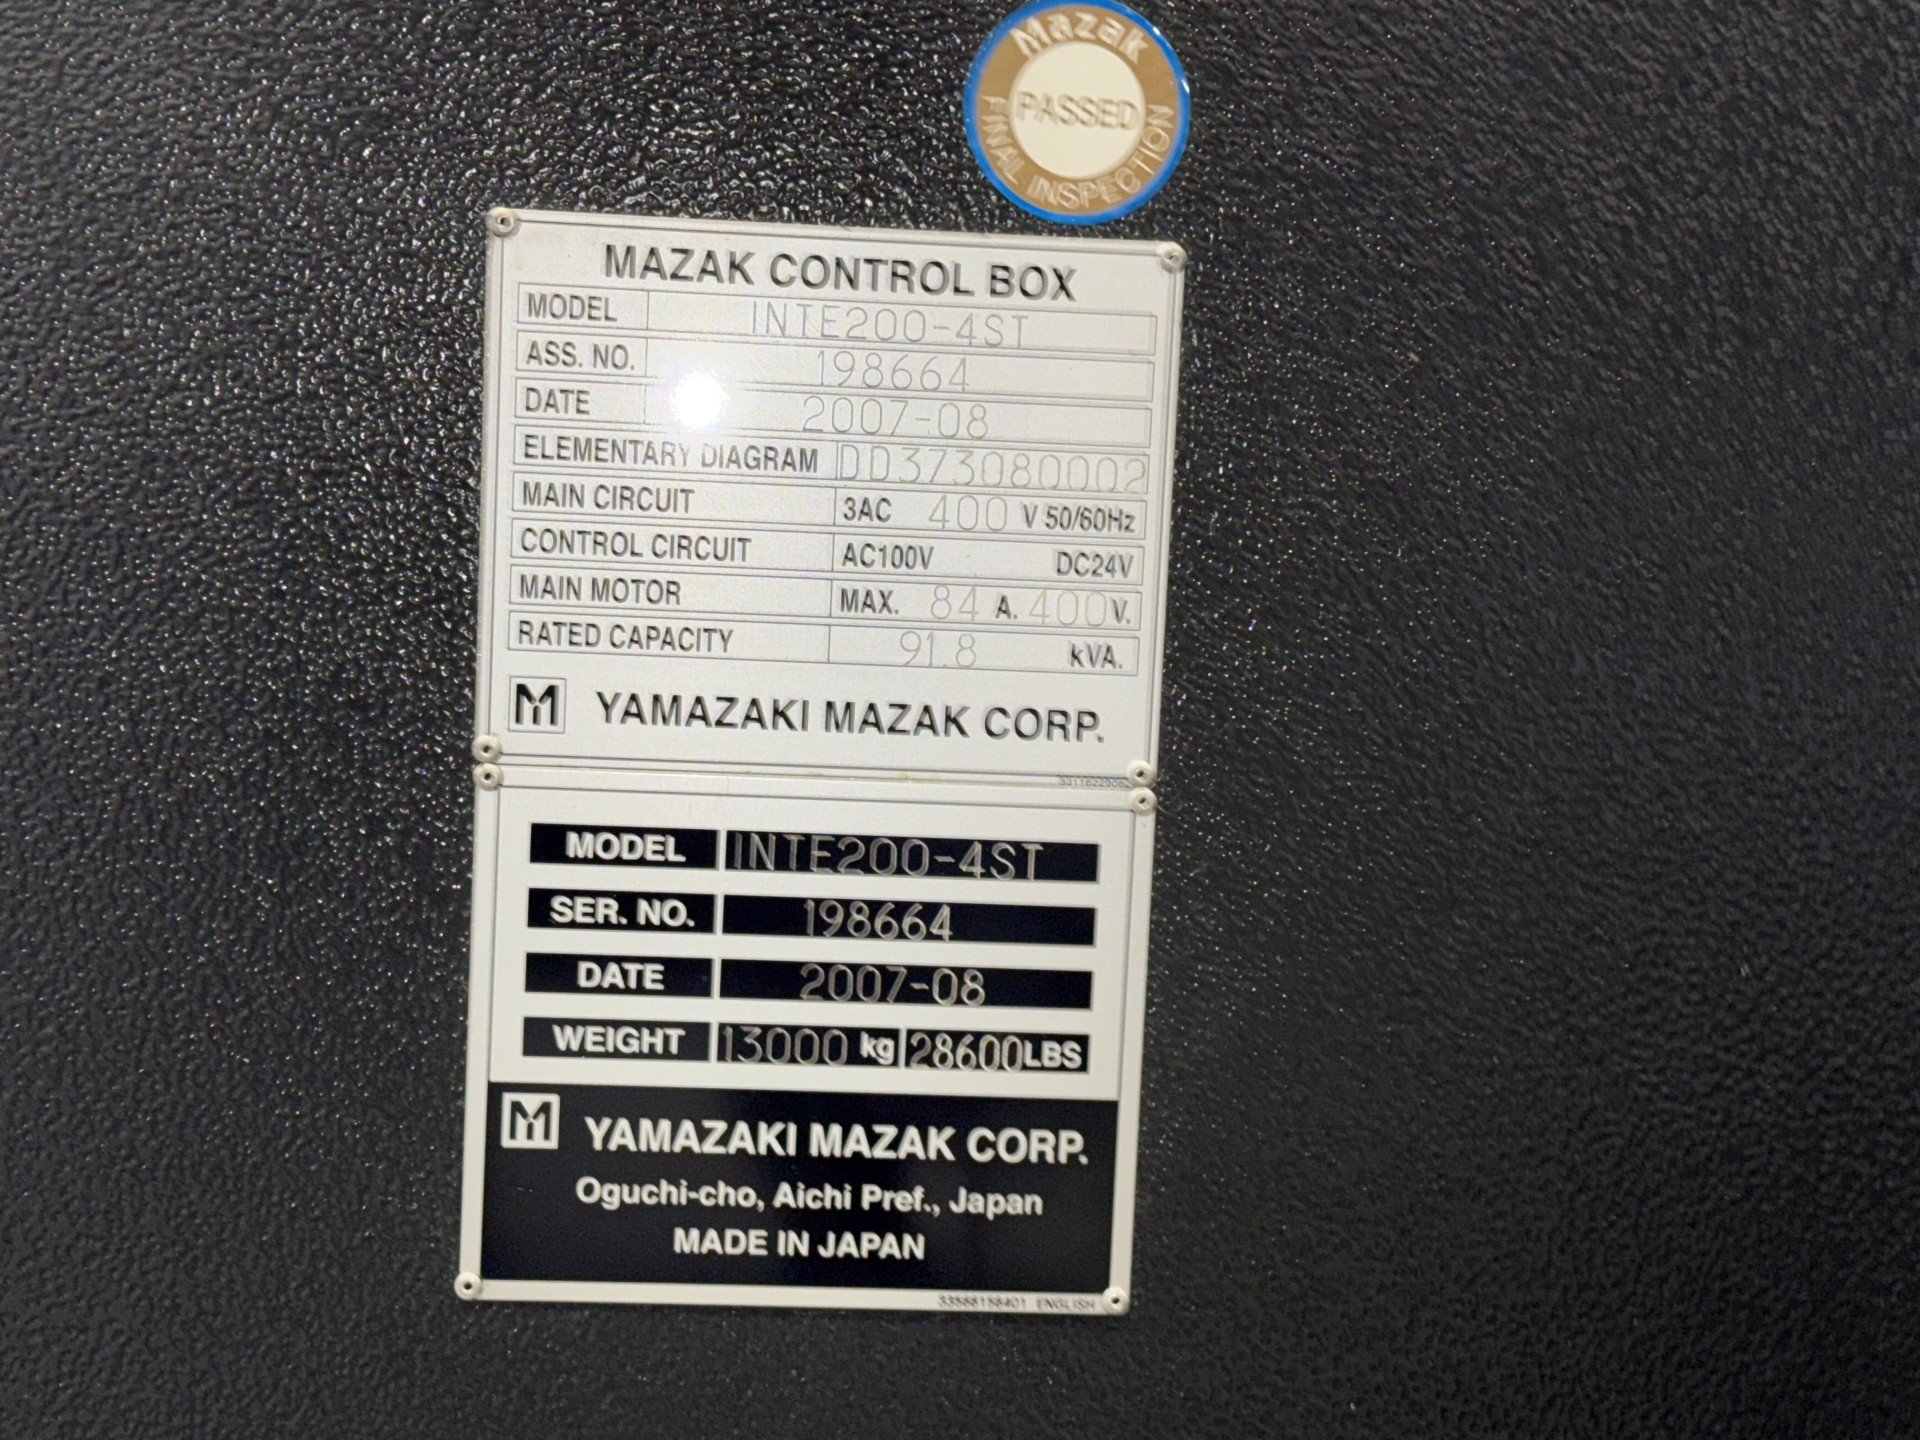 Mazak
PASSED
FINAL INSPECTION
MAZAK CONTROL BOX
MODEL INTE200-4ST
ASS. NO. 198664
DATE 2007-08
ELEMENTARY DIAGRAM DD373080002
MAIN CIRCUIT 3AC 400 V 50/60Hz
CONTROL CIRCUIT AC100V DC24V
MAIN MOTOR MAX. 84 A. 400 V.
RATED CAPACITY 91.8 kVA.
M YAMAZAKI MAZAK CORP.
33116229062
MODEL INTE200-4ST
SER. NO. 198664
DATE 2007-08
WEIGHT 13000 kg 28600 LBS
M YAMAZAKI MAZAK CORP.
Oguchi-cho, Aichi Pref., Japan
MADE IN JAPAN
33566156401 ENGLISH